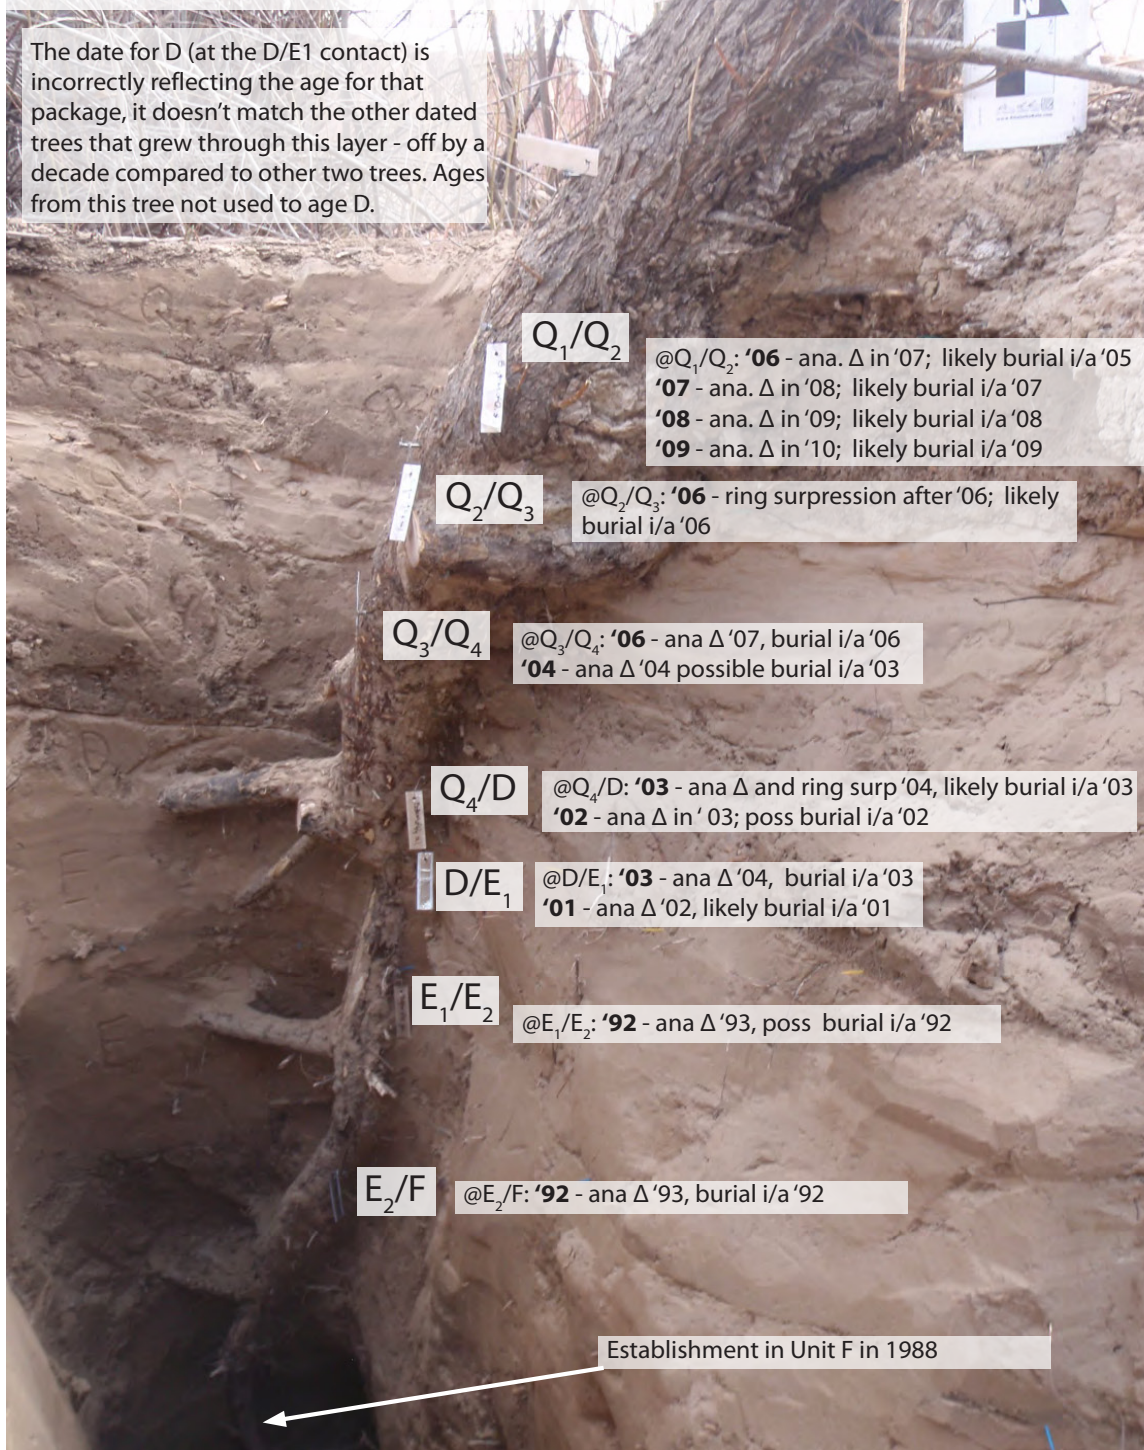 The date for D (at the D/E1 contact) is
incorrectly reflecting the age for that
package, it doesn't match the other dated
trees that grew through this layer - off by a
decade compared to other two trees. Ages
from this tree not used to age D.
N
Q1/Q2
@Q1/Q2: '06 - ana. Δ in '07; likely burial i/a '05
'07 - ana. Δ in '08; likely burial i/a '07
'08 - ana. Δ in '09; likely burial i/a '08
'09 - ana. Δ in '10; likely burial i/a '09
Q2/Q3
@Q2/Q3: '06 - ring surpression after '06; likely
burial i/a '06
Q3/Q4
@Q3/Q4: '06 - ana Δ '07, burial i/a '06
'04 - ana Δ '04 possible burial i/a '03
D
Q4/D
@Q4/D: '03 - ana Δ and ring surp '04, likely burial i/a '03
'02 - ana Δ in ' 03; poss burial i/a '02
E
D/E1
@D/E1: '03 - ana Δ '04, burial i/a '03
'01 - ana Δ '02, likely burial i/a '01
E1/E2
@E1/E2: '92 - ana Δ '93, poss burial i/a '92
E
E2/F
@E2/F: '92 - ana Δ '93, burial i/a '92
Establishment in Unit F in 1988